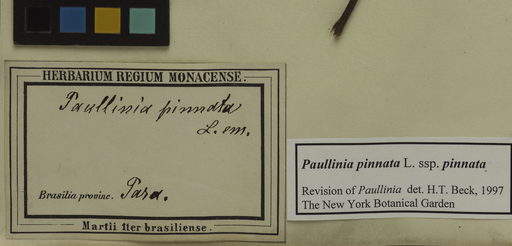 HERBARIUM REGIUM MONACENSE.
Paullinia pinnata
L. em.
Brasilia provinc. Para.
Martii Iter brasiliense.
Paullinia pinnata L. ssp. pinnata
Revision of Paullinia det. H.T. Beck, 1997
The New York Botanical Garden